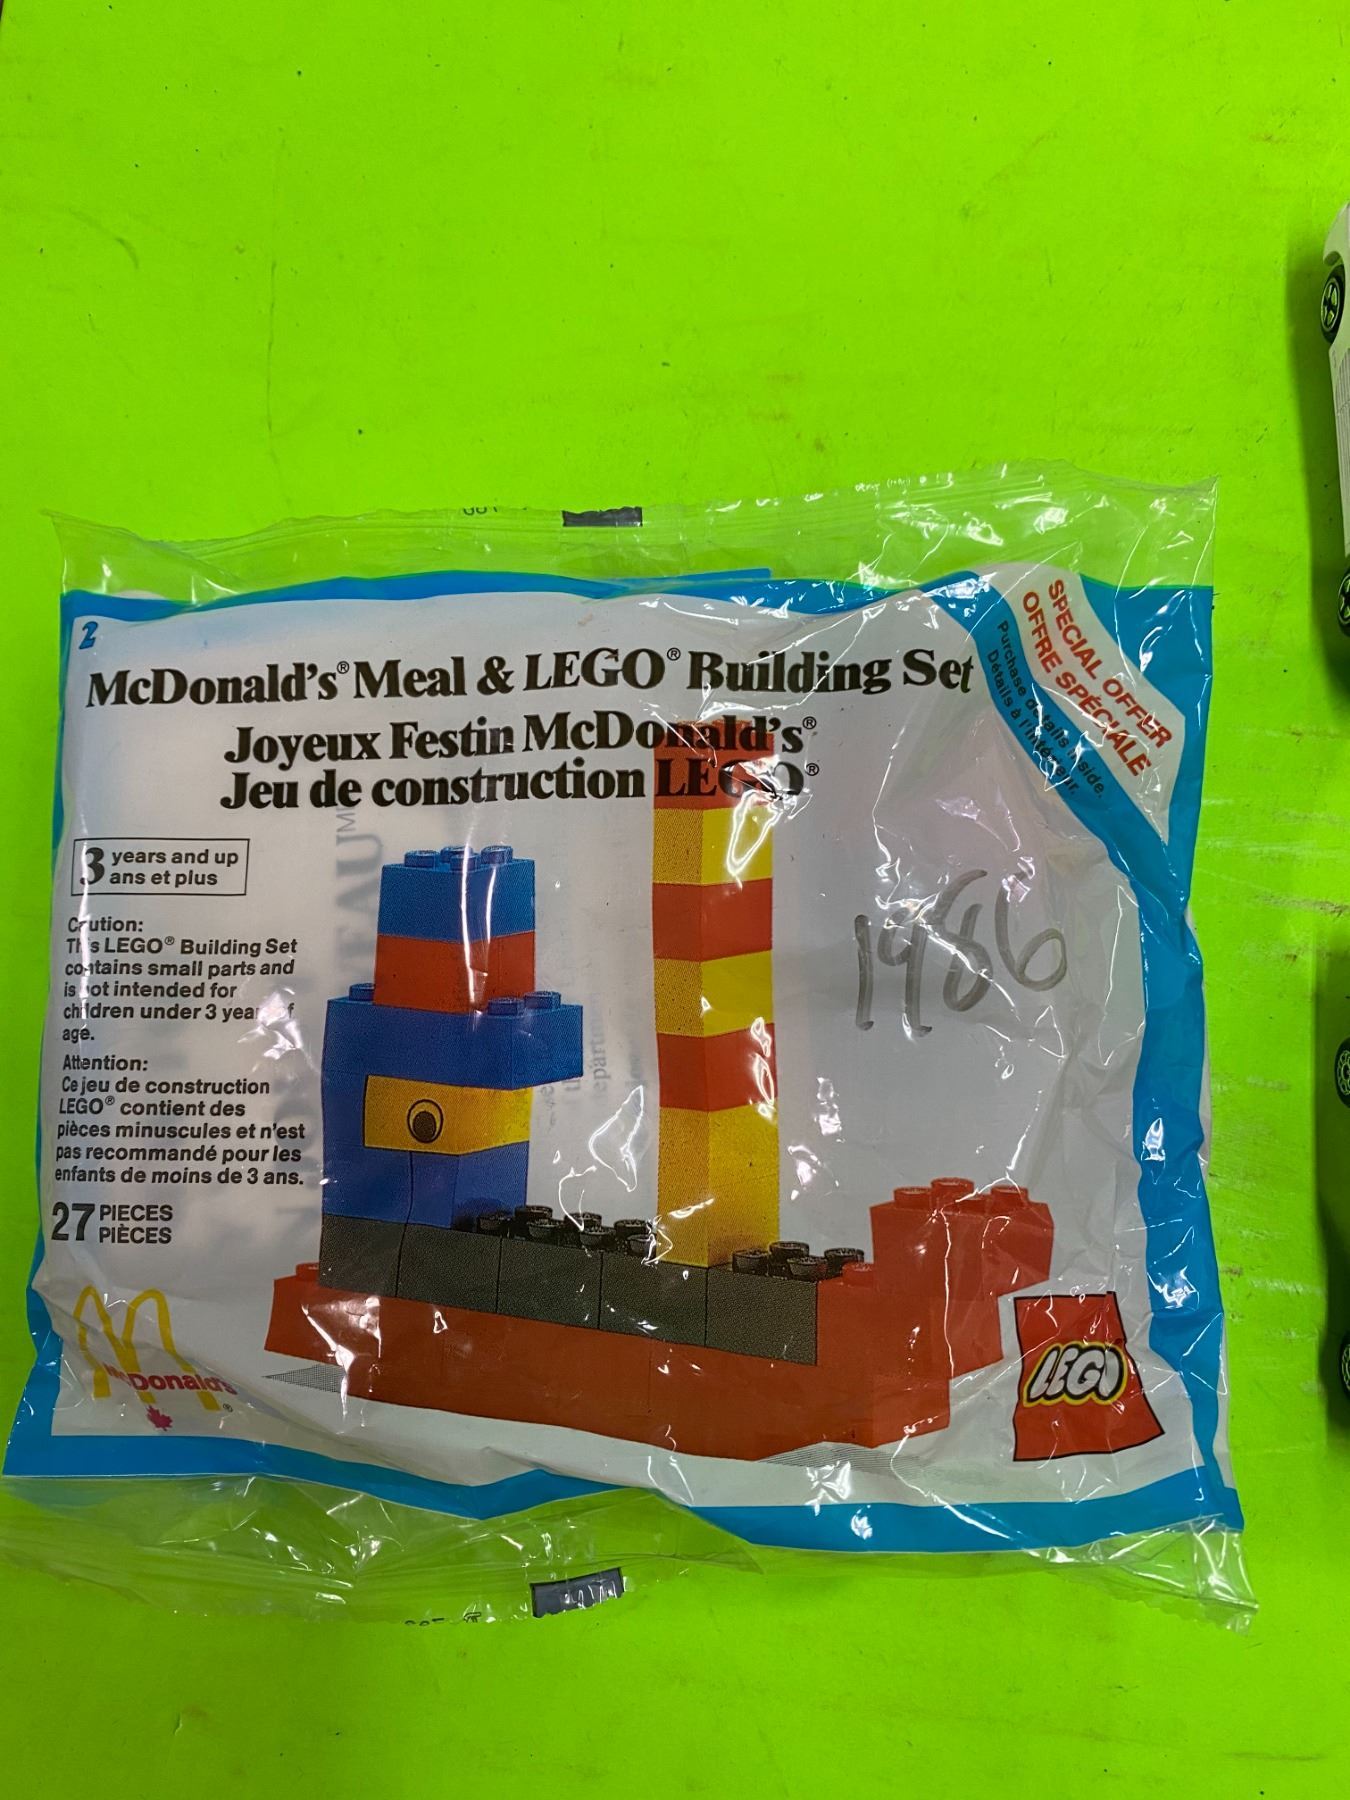 2
McDonald's® Meal & LEGO® Building Set
Joyeux Festin McDonald's®
Jeu de construction LEGO®
SPECIAL OFFER
OFFRE SPÉCIALE
Purchase details inside.
Détails à l'intérieur.
3 years and up
ans et plus
Caution:
This LEGO® Building Set
contains small parts and
is not intended for
children under 3 years of
age.
Attention:
Ce jeu de construction
LEGO® contient des
pièces minuscules et n'est
pas recommandé pour les
enfants de moins de 3 ans.
27 PIECES
PIÈCES
1986
McDonald's®
LEGO